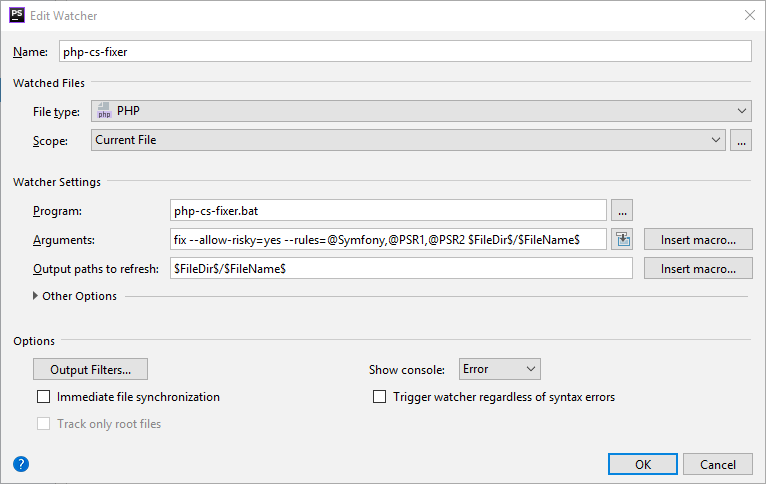 PS Edit Watcher
Name: php-cs-fixer
Watched Files
File type: php PHP
Scope: Current File ...
Watcher Settings
Program: php-cs-fixer.bat ...
Arguments: fix --allow-risky=yes --rules=@Symfony,@PSR1,@PSR2 $FileDir$/$FileName$ Insert macro...
Output paths to refresh: $FileDir$/$FileName$ Insert macro...
Other Options
Options
Output Filters... Show console: Error
Immediate file synchronization Trigger watcher regardless of syntax errors
Track only root files
? OK Cancel